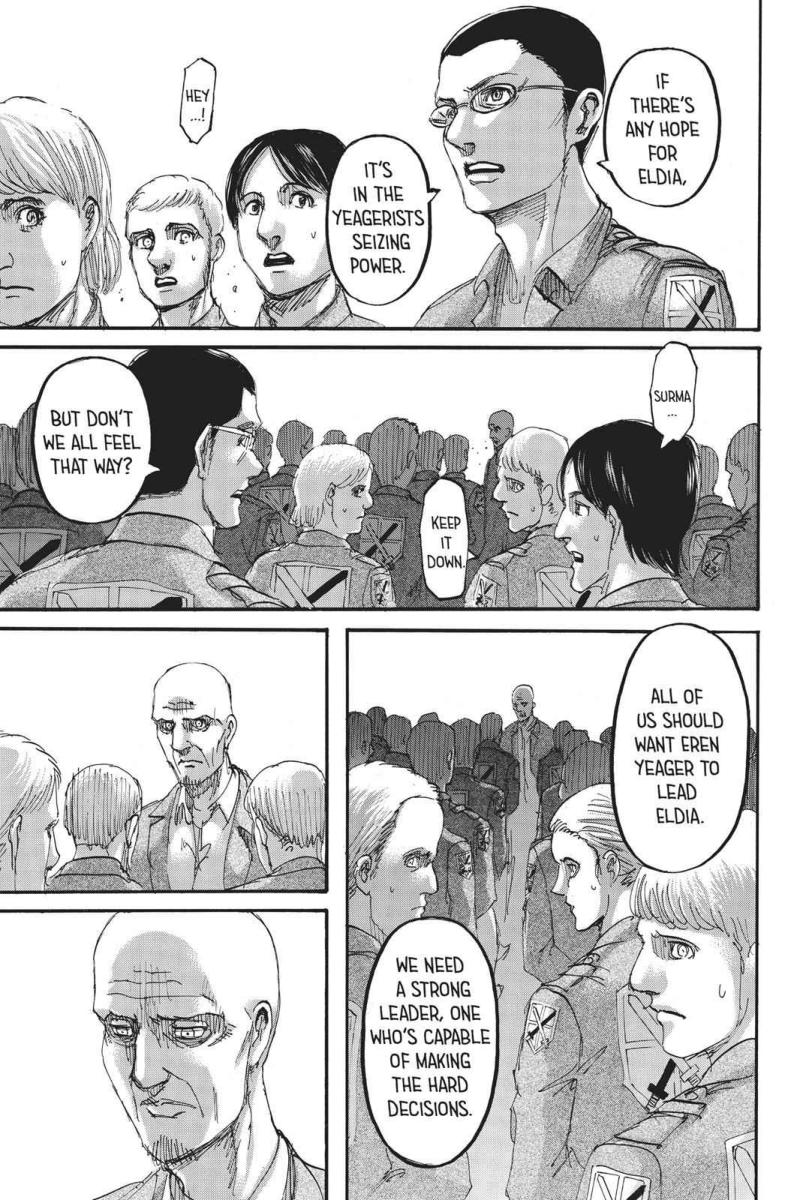 IF
THERE'S
ANY HOPE
FOR
ELDIA,
IT'S
IN THE
YEAGERISTS
SEIZING
POWER.
HEY
...!
SURMA
...
KEEP
IT
DOWN.
BUT DON'T
WE ALL FEEL
THAT WAY?
ALL OF
US SHOULD
WANT EREN
YEAGER TO
LEAD
ELDIA.
WE NEED
A STRONG
LEADER, ONE
WHO'S CAPABLE
OF MAKING
THE HARD
DECISIONS.